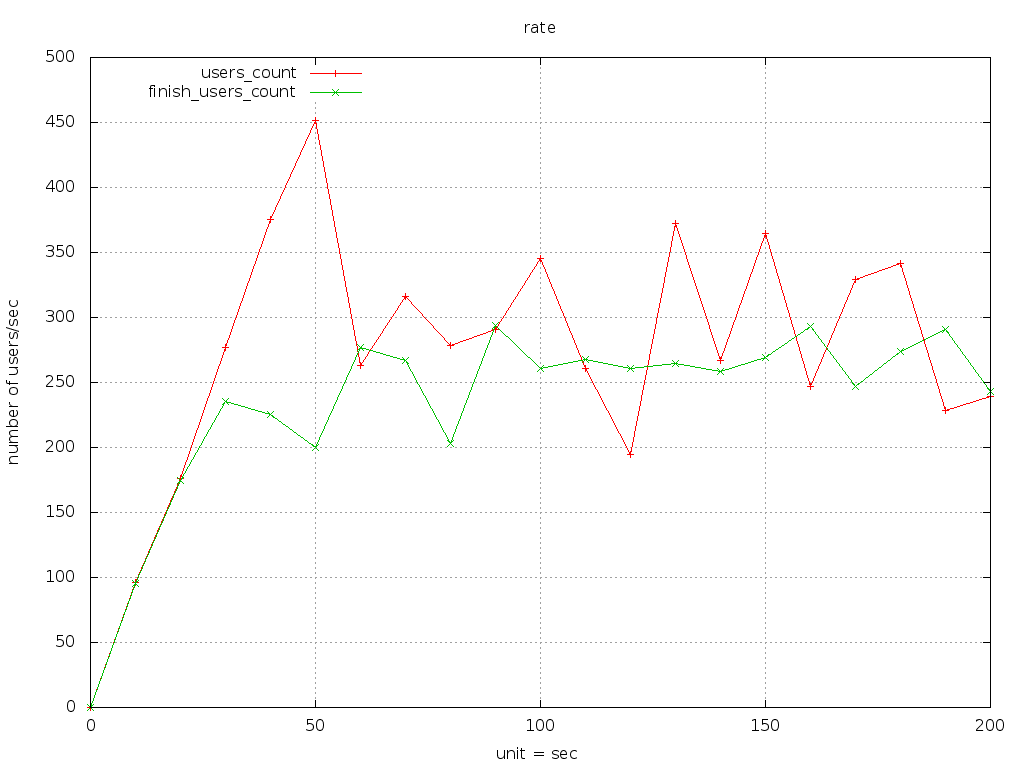 rate
500
450
400
350
300
250
200
150
100
50
0
users_count
finish_users_count
number of users/sec
0 50 100 150 200
unit = sec